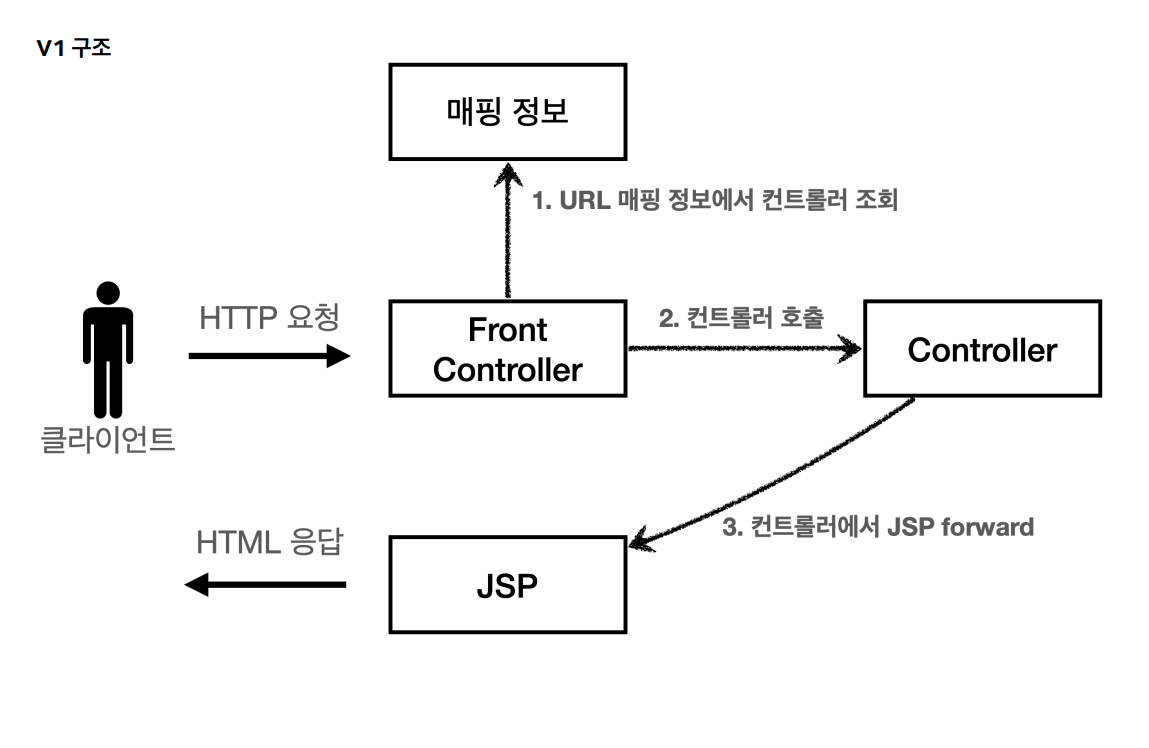 V1 구조
매핑 정보
1. URL 매핑 정보에서 컨트롤러 조회
HTTP 요청
Front
Controller
2. 컨트롤러 호출
Controller
클라이언트
3. 컨트롤러에서 JSP forward
HTML 응답
JSP